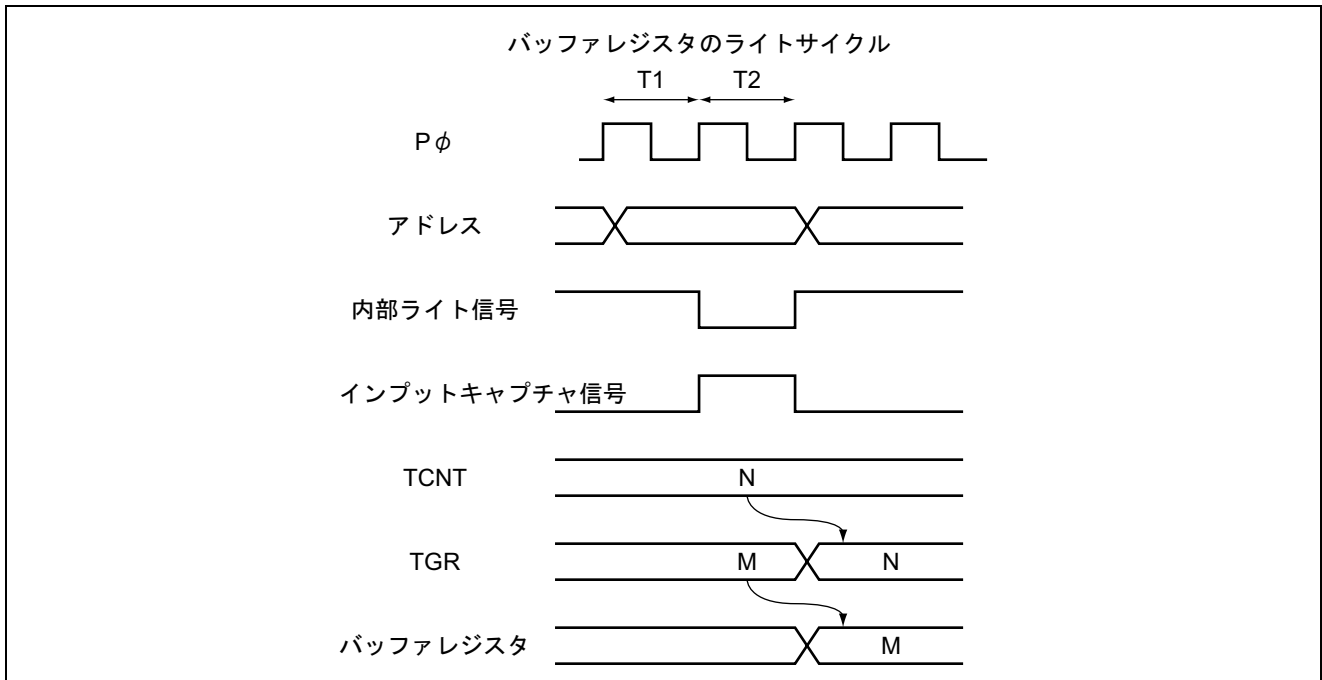 バッファレジスタのライトサイクル
T1 T2
Pφ
アドレス
内部ライト信号
インプットキャプチャ信号
TCNT N
TGR M N
バッファレジスタ M